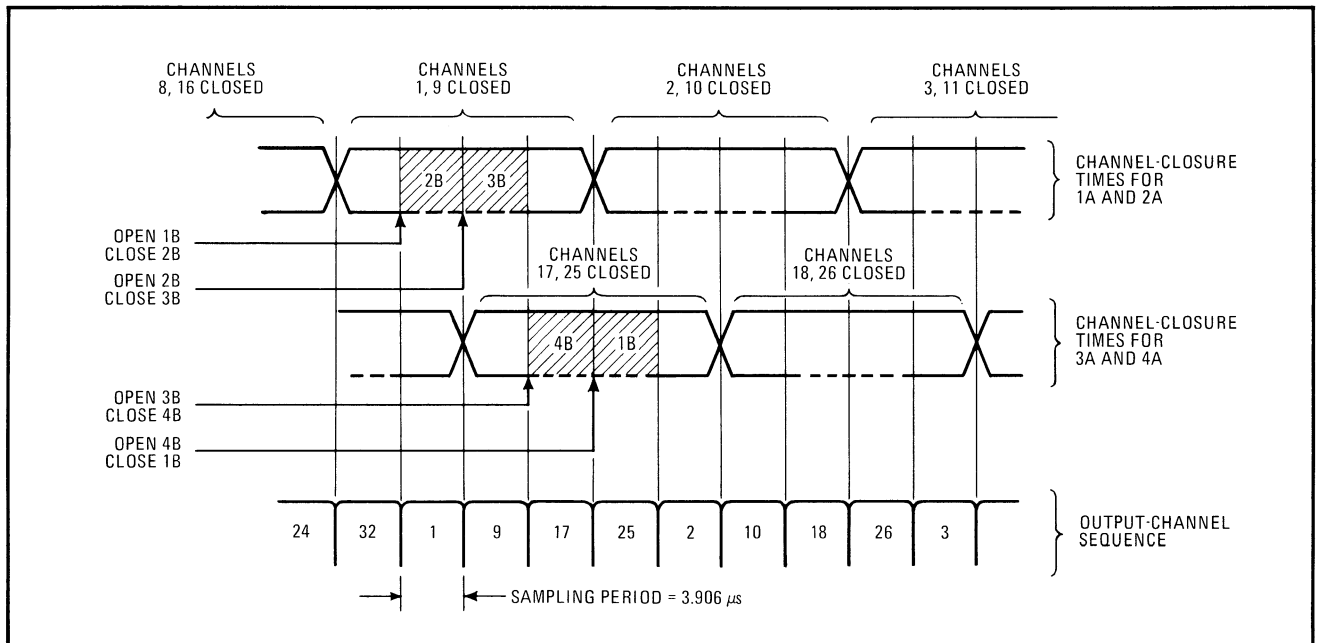 CHANNELS
8, 16 CLOSED
CHANNELS
1, 9 CLOSED
CHANNELS
2, 10 CLOSED
CHANNELS
3, 11 CLOSED
2B
3B
CHANNEL-CLOSURE
TIMES FOR
1A AND 2A
OPEN 1B
CLOSE 2B
OPEN 2B
CLOSE 3B
CHANNELS
17, 25 CLOSED
CHANNELS
18, 26 CLOSED
4B
1B
CHANNEL-CLOSURE
TIMES FOR
3A AND 4A
OPEN 3B
CLOSE 4B
OPEN 4B
CLOSE 1B
24 32 1 9 17 25 2 10 18 26 3
OUTPUT-CHANNEL
SEQUENCE
SAMPLING PERIOD = 3.906 μs